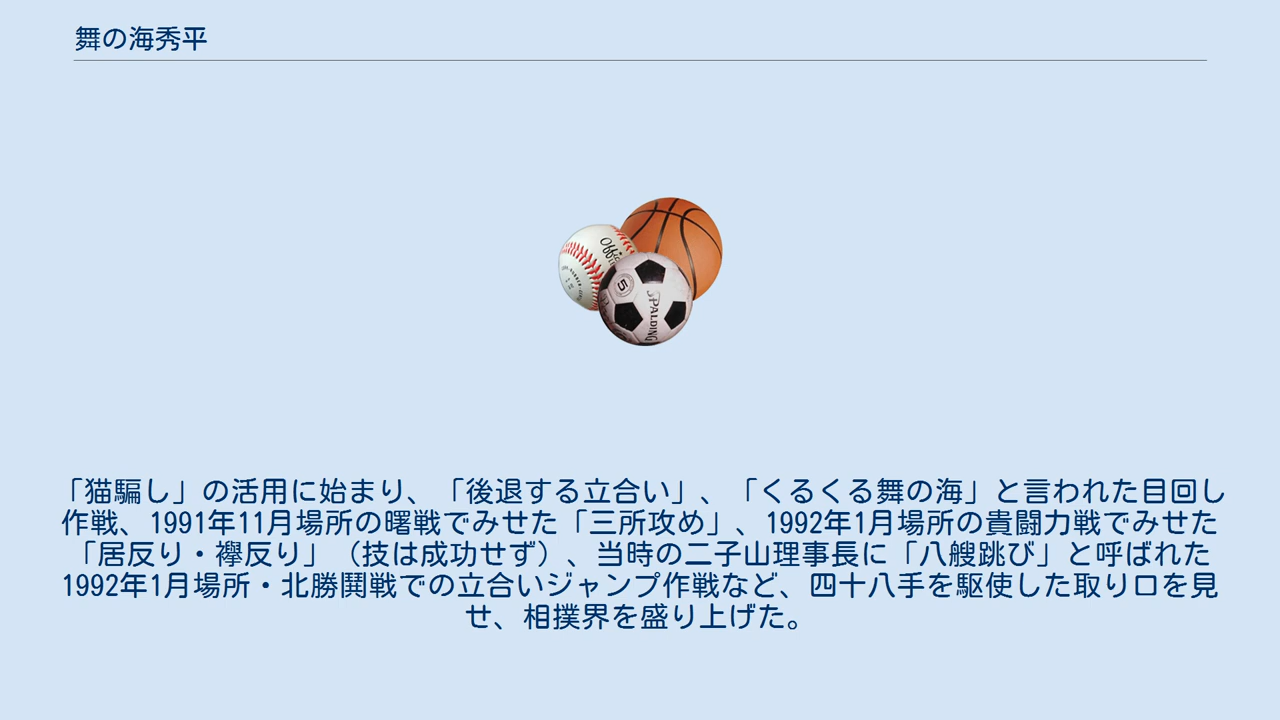 舞の海秀平
Offic
5
SPALDING
「猫騙し」の活用に始まり、「後退する立合い」、「くるくる舞の海」と言われた目回し
作戦、1991年11月場所の曙戦でみせた「三所攻め」、1992年1月場所の貴闘力戦でみせた
「居反り・襷反り」（技は成功せず）、当時の二子山理事長に「八艘跳び」と呼ばれた
1992年1月場所・北勝鬨戦での立合いジャンプ作戦など、四十八手を駆使した取り口を見
せ、相撲界を盛り上げた。